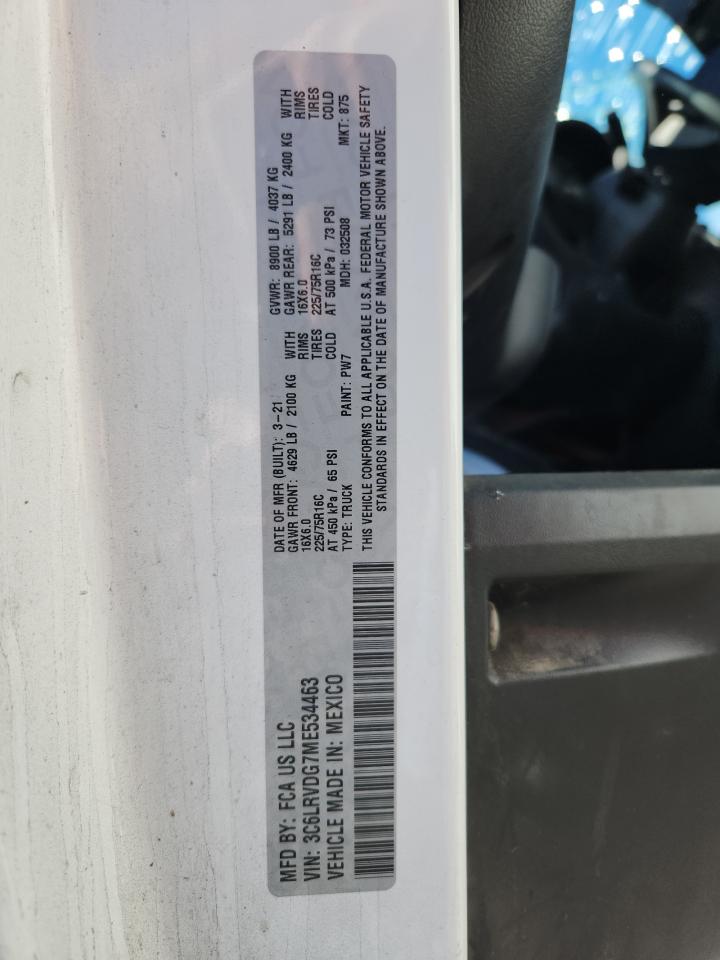 MFD BY: FCA US LLC
VIN: 3C6LRVDG7ME534463
VEHICLE MADE IN: MEXICO
DATE OF MFR (BUILT): 3-21 GVWR: 8900 LB / 4037 KG
GAWR FRONT: 4629 LB / 2100 KG WITH GAWR REAR: 5291 LB / 2400 KG WITH
16X6.0 RIMS 16X6.0 RIMS
225/75R16C TIRES 225/75R16C TIRES
AT 450 kPa / 65 PSI COLD AT 500 kPa / 73 PSI COLD
TYPE: TRUCK PAINT: PW7 MDH: 032508 MKT: 875
THIS VEHICLE CONFORMS TO ALL APPLICABLE U.S.A. FEDERAL MOTOR VEHICLE SAFETY
STANDARDS IN EFFECT ON THE DATE OF MANUFACTURE SHOWN ABOVE.